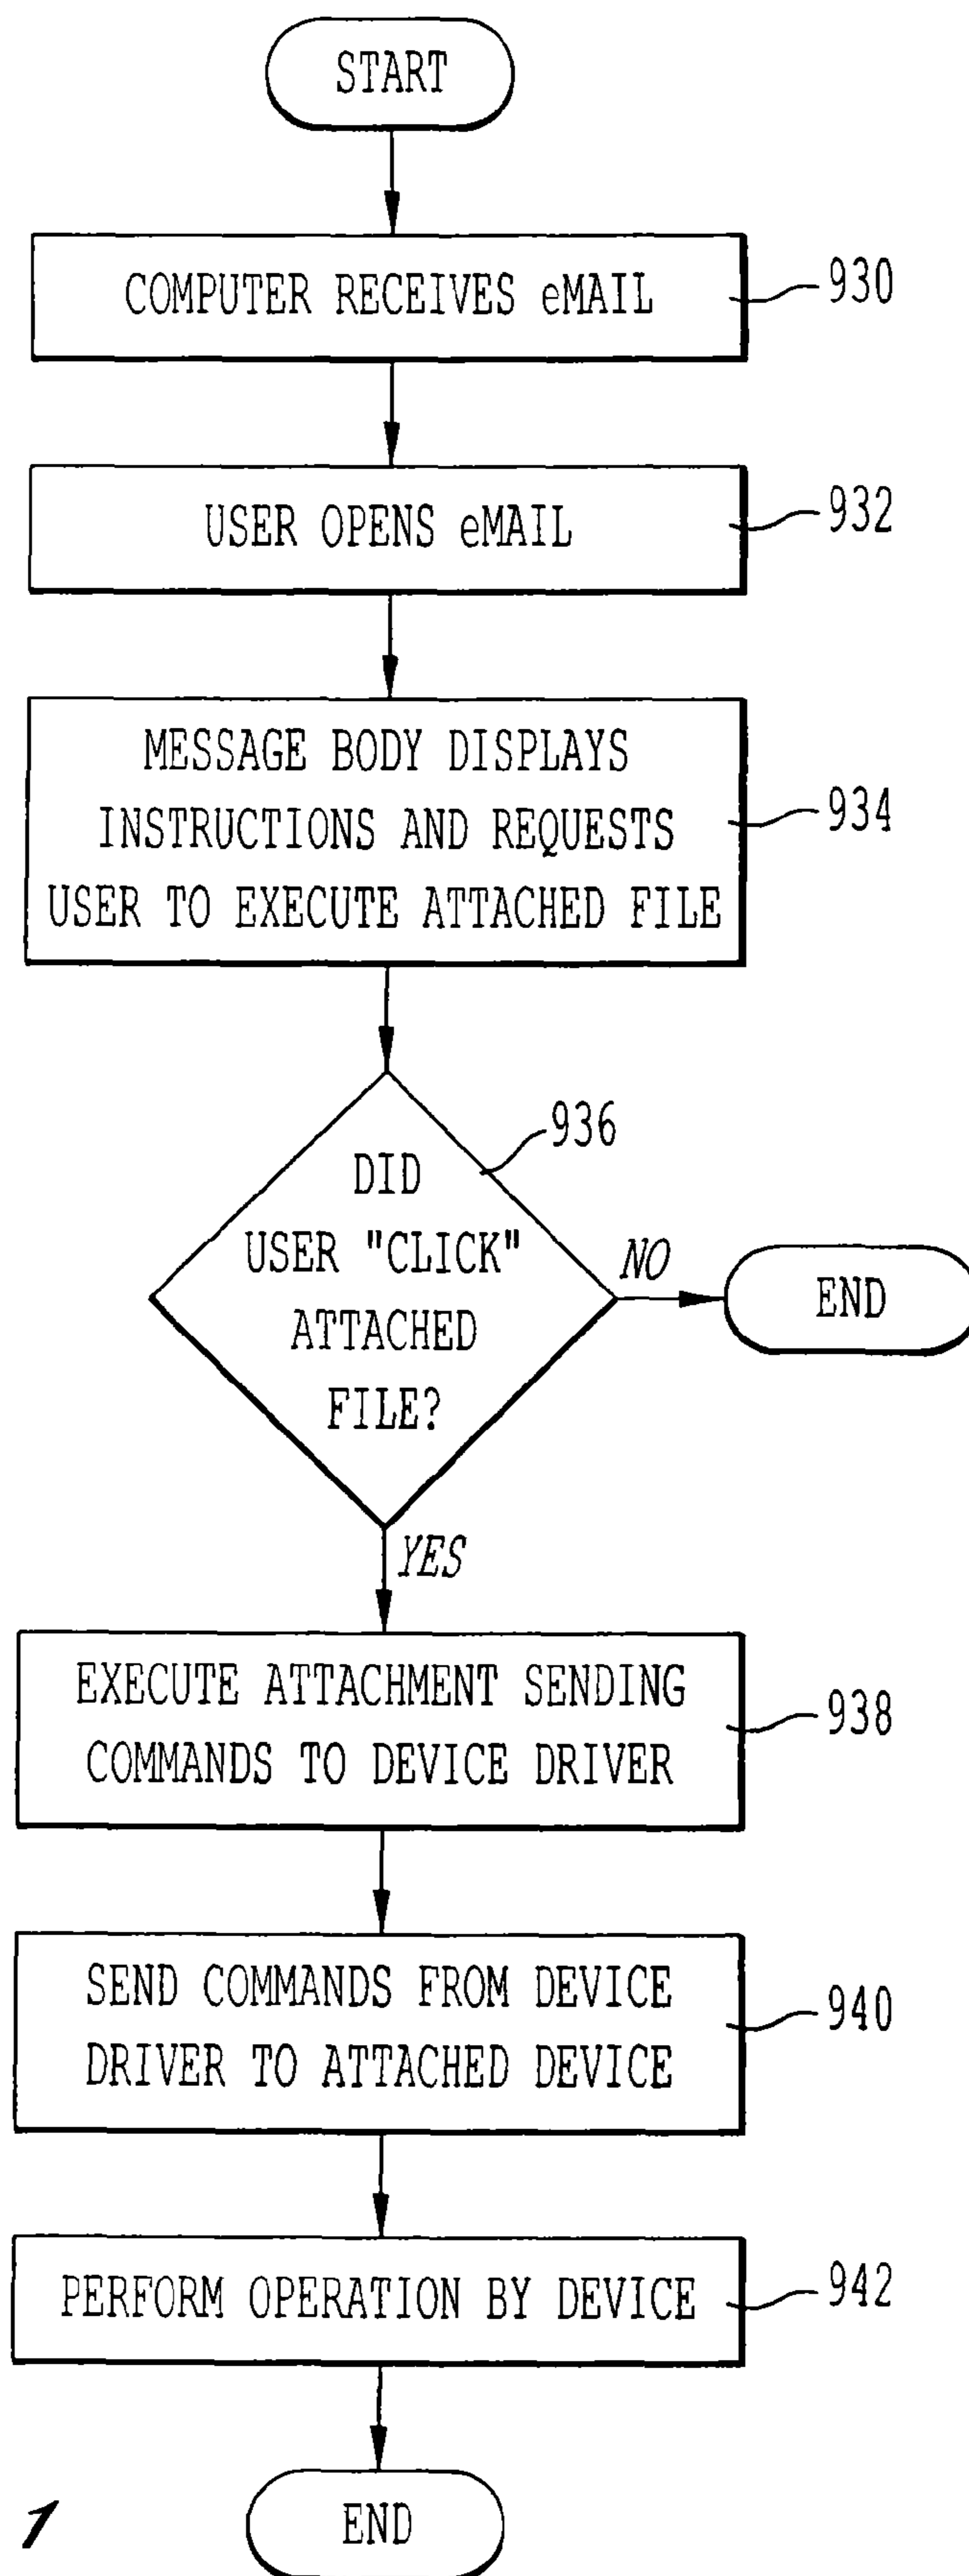 START
COMPUTER RECEIVES eMAIL
930
USER OPENS eMAIL
932
MESSAGE BODY DISPLAYS
INSTRUCTIONS AND REQUESTS
USER TO EXECUTE ATTACHED FILE
934
936
DID
USER "CLICK"
ATTACHED
FILE?
NO
END
YES
EXECUTE ATTACHMENT SENDING
COMMANDS TO DEVICE DRIVER
938
SEND COMMANDS FROM DEVICE
DRIVER TO ATTACHED DEVICE
940
PERFORM OPERATION BY DEVICE
942
END
1